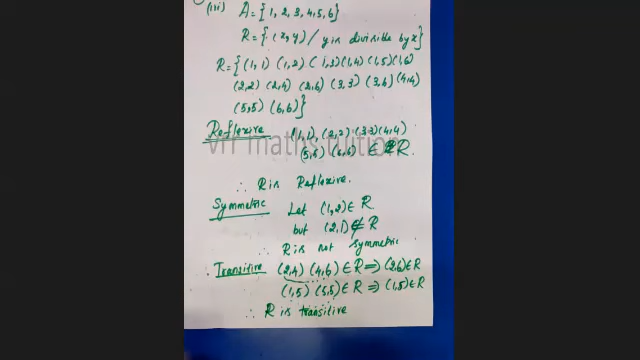 (iii) A = { 1, 2, 3, 4, 5, 6 }
R = { (x, y) / y is divisible by x }
R = { (1, 1) (1, 2) (1, 3) (1, 4) (1, 5) (1, 6)
(2, 2) (2, 4) (2, 6) (3, 3) (3, 6) (4, 4)
(5, 5) (6, 6) }
Reflexive (1, 1), (2, 2) (3, 3) (4, 4)
VIT maths tuition
(5, 5) (6, 6) ∈ R.
∴ R is Reflexive.
Symmetric Let (1, 2) ∈ R
but (2, 1) ∉ R
∴ R is not symmetric
Transitive (2, 4) (4, 6) ∈ R ⟹ (2, 6) ∈ R
(1, 5) (5, 5) ∈ R ⟹ (1, 5) ∈ R
∴ R is transitive